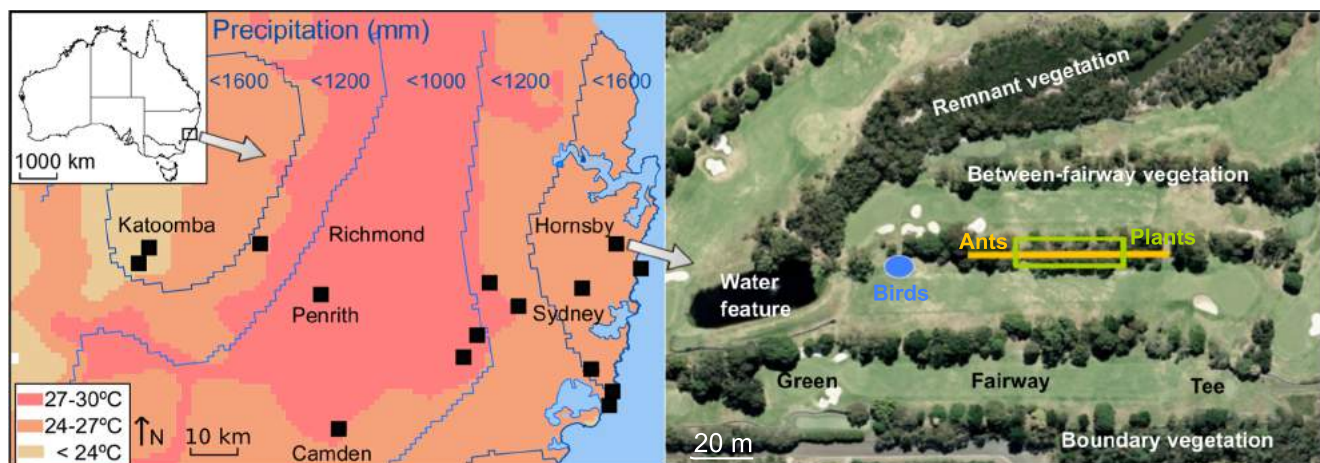 Precipitation (mm)
<1600 <1200 <1000 <1200 <1600
1000 km
Katoomba
Richmond
Hornsby
Penrith
Sydney
Camden
27-30ºC
24-27ºC
< 24ºC
N
10 km
Remnant vegetation
Between-fairway vegetation
Ants
Plants
Birds
Water
feature
Green
Fairway
Tee
20 m
Boundary vegetation